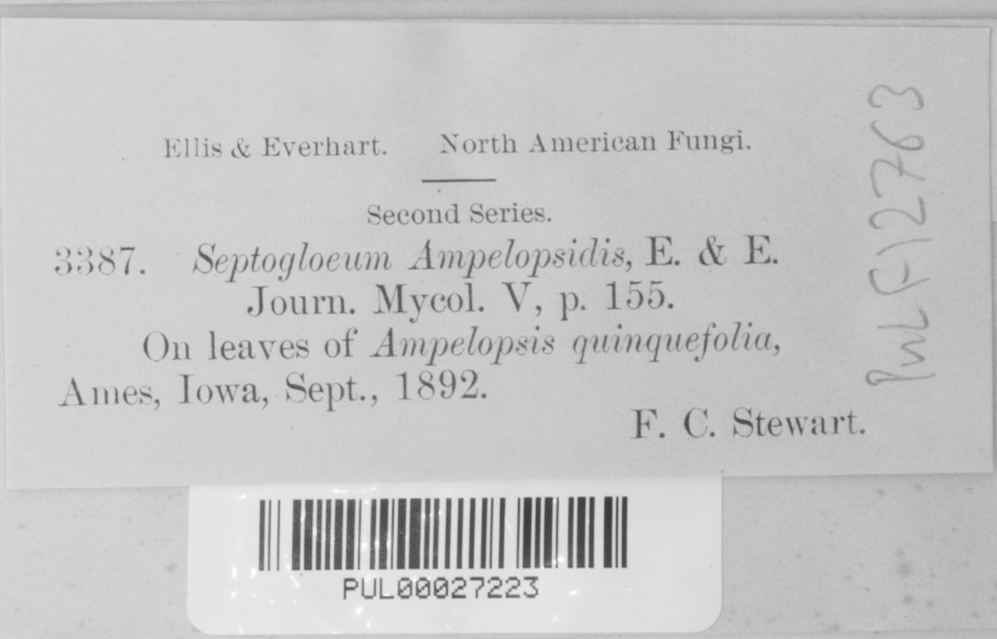 Ellis & Everhart. North American Fungi.
Second Series.
3387. Septogloeum Ampelopsidis, E. & E.
Journ. Mycol. V, p. 155.
On leaves of Ampelopsis quinquefolia,
Ames, Iowa, Sept., 1892.
F. C. Stewart.
PUL F12763
PUL00027223